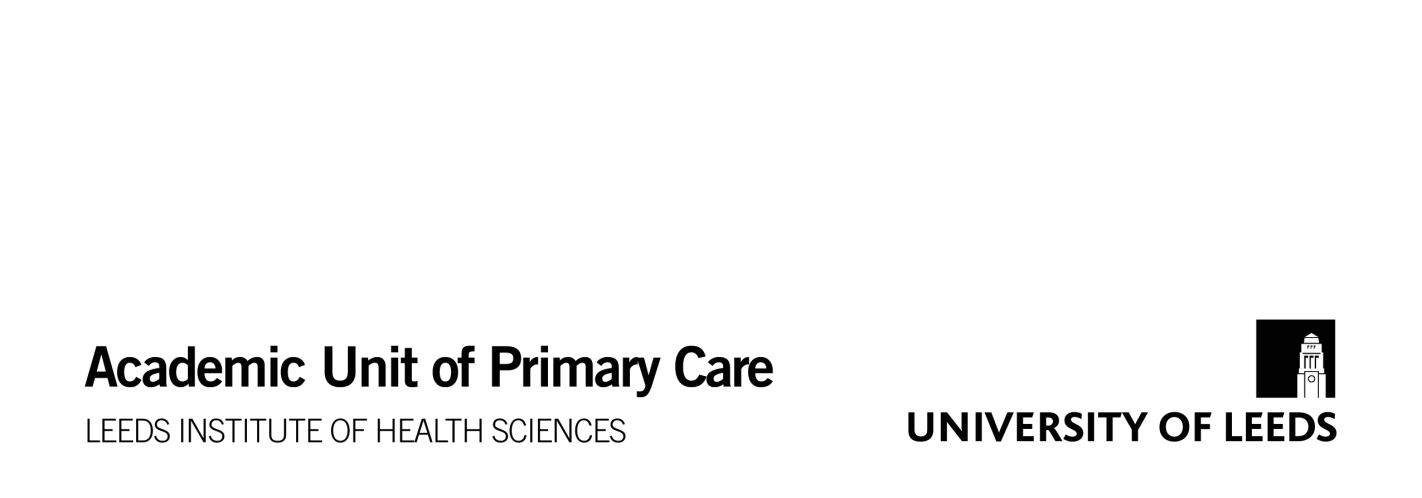 Academic Unit of Primary Care
LEEDS INSTITUTE OF HEALTH SCIENCES
UNIVERSITY OF LEEDS